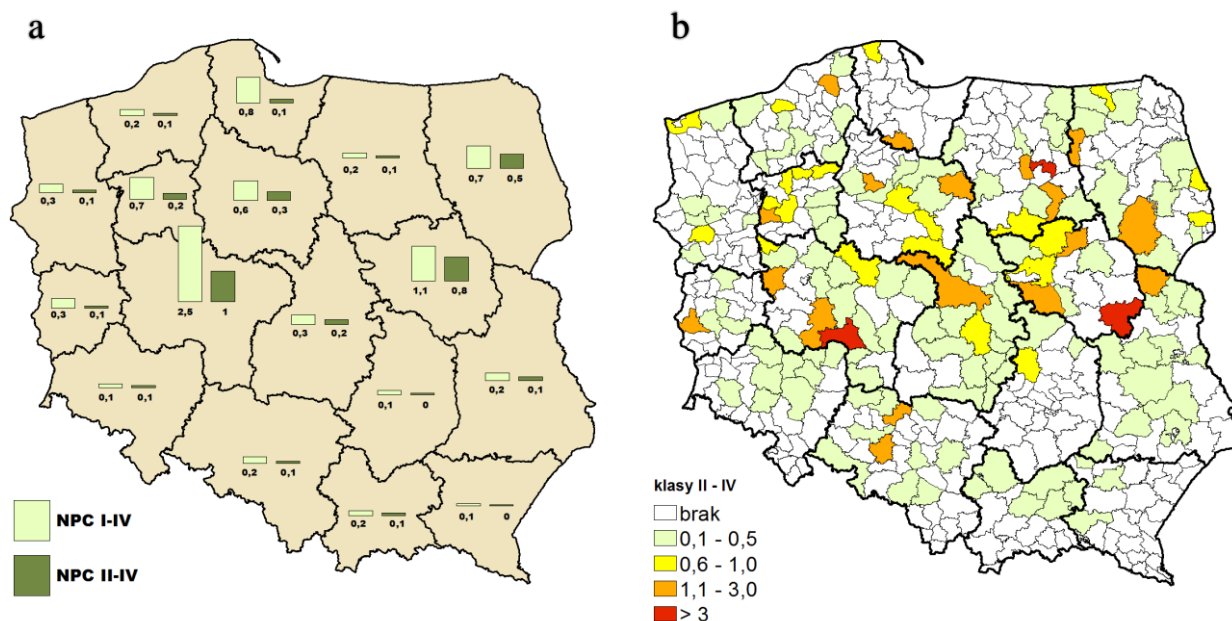 a
b
0,8 0,1
0,2 0,1
0,2 0,1
0,7 0,5
0,3 0,1
0,7 0,2
0,6 0,3
1,1 0,8
2,5 1
0,3 0,1
0,3 0,2
0,2 0,1
0,1 0,1
0,1 0
0,2 0,1
0,2 0,1
0,1 0
NPC I-IV
NPC II-IV
klasy II - IV
brak
0,1 - 0,5
0,6 - 1,0
1,1 - 3,0
> 3